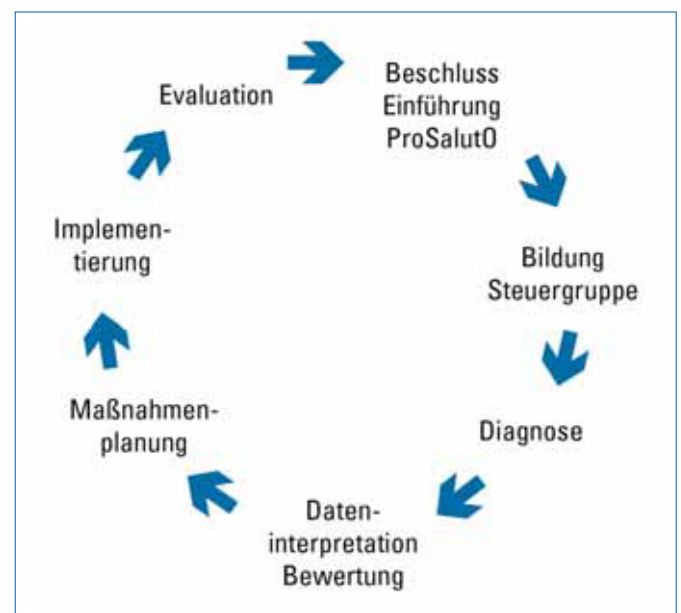 Beschluss
Einführung
ProSalutO
Bildung
Steuergruppe
Diagnose
Daten-
interpretation
Bewertung
Maßnahmen-
planung
Implemen-
tierung
Evaluation